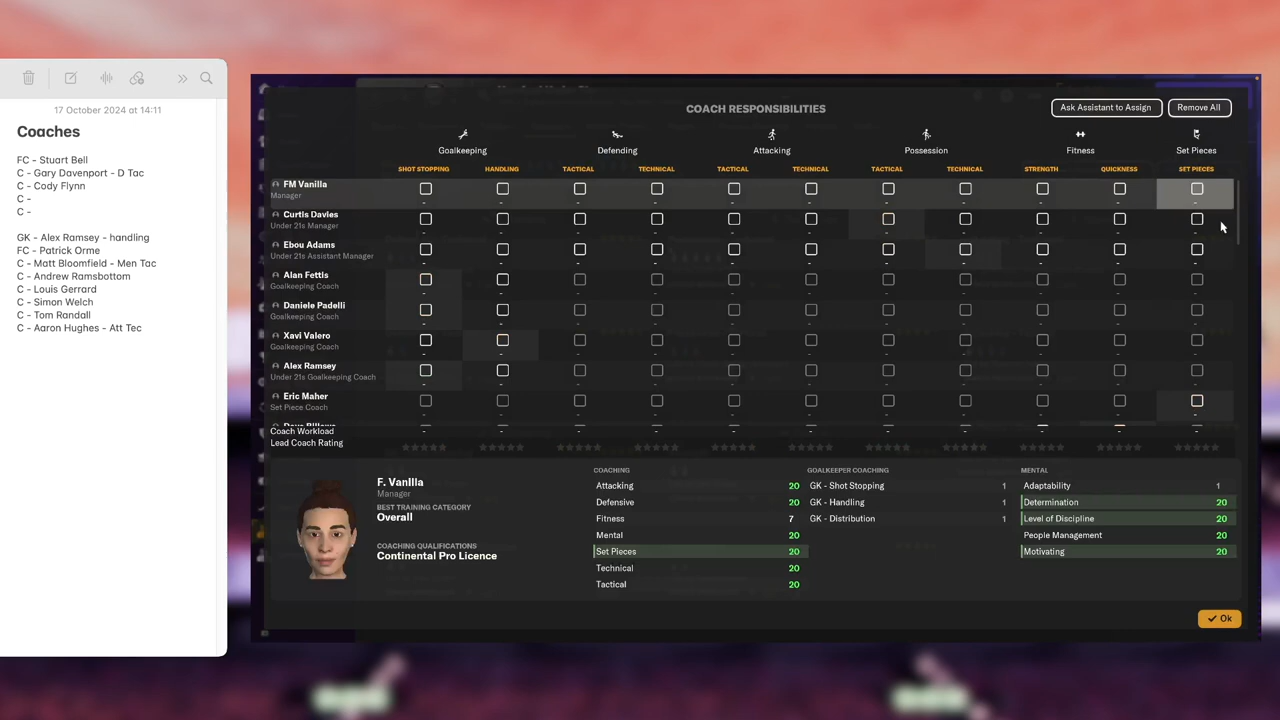 17 October 2024 at 14:11
Coaches
FC - Stuart Bell
C - Gary Davenport - D Tac
C - Cody Flynn
C -
C -
GK - Alex Ramsey - handling
FC - Patrick Orme
C - Matt Bloomfield - Men Tac
C - Andrew Ramsbottom
C - Louis Gerrard
C - Simon Welch
C - Tom Randall
C - Aaron Hughes - Att Tec
COACH RESPONSIBILITIES
Ask Assistant to Assign
Remove All
Goalkeeping Defending Attacking Possession Fitness Set Pieces
SHOT STOPPING HANDLING TACTICAL TECHNICAL TACTICAL TECHNICAL TACTICAL TECHNICAL STRENGTH QUICKNESS SET PIECES
FM Vanilla
Manager
- - - - - - - - - - -
Curtis Davies
Under 21s Manager
- - - - - - - - - - -
Ebou Adams
Under 21s Assistant Manager
- - - - - - - - - - -
Alan Fettis
Goalkeeping Coach
- - - - - - - - - - -
Daniele Padelli
Goalkeeping Coach
- - - - - - - - - - -
Xavi Valero
Goalkeeping Coach
- - - - - - - - - - -
Alex Ramsey
Under 21s Goalkeeping Coach
- - - - - - - - - - -
Eric Maher
Set Piece Coach
- - - - - - - - - - -
Coach Workload
- - - - - - - - - - -
Lead Coach Rating
F. Vanilla
Manager
BEST TRAINING CATEGORY
Overall
COACHING QUALIFICATIONS
Continental Pro Licence
COACHING
Attacking 20
Defensive 20
Fitness 7
Mental 20
Set Pieces 20
Technical 20
Tactical 20
GOALKEEPER COACHING
GK - Shot Stopping 1
GK - Handling 1
GK - Distribution 1
MENTAL
Adaptability 1
Determination 20
Level of Discipline 20
People Management 20
Motivating 20
Ok